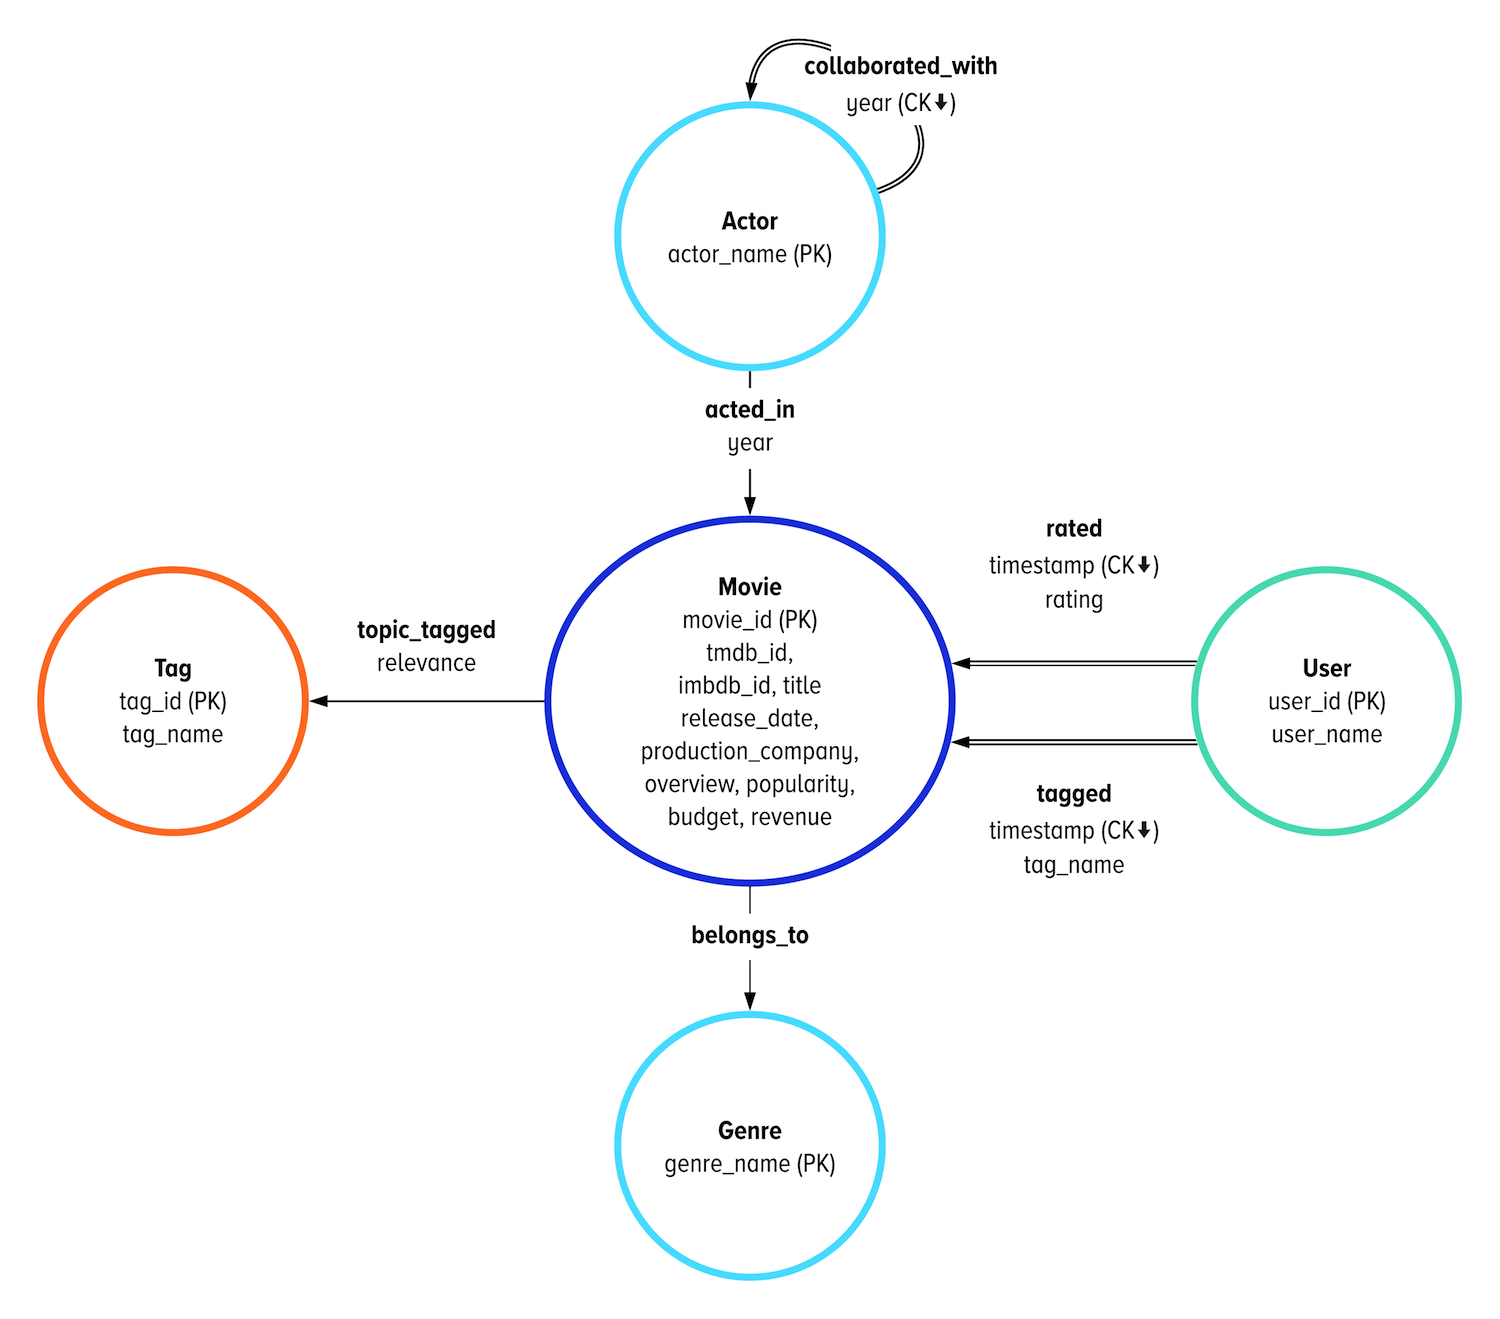 collaborated_with
year (CK⬇)
Actor
actor_name (PK)
acted_in
year
rated
timestamp (CK⬇)
rating
Movie
movie_id (PK)
tmdb_id,
imbdb_id, title
release_date,
production_company,
overview, popularity,
budget, revenue
topic_tagged
relevance
Tag
tag_id (PK)
tag_name
User
user_id (PK)
user_name
tagged
timestamp (CK⬇)
tag_name
belongs_to
Genre
genre_name (PK)